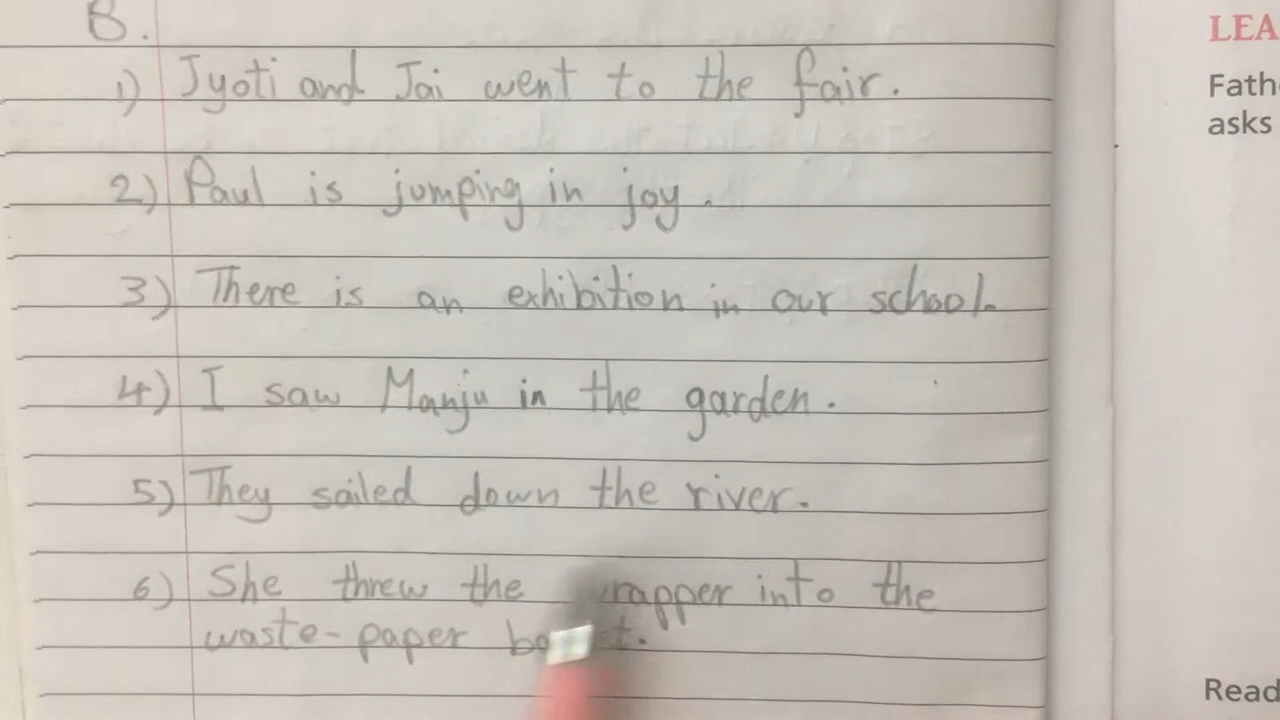 B.
1) Jyoti and Jai went to the fair.
2) Paul is jumping in joy.
3) There is an exhibition in our school.
4) I saw Manju in the garden.
5) They sailed down the river.
6) She threw the into the
waste-paper
LEA
Fath
asks
Read